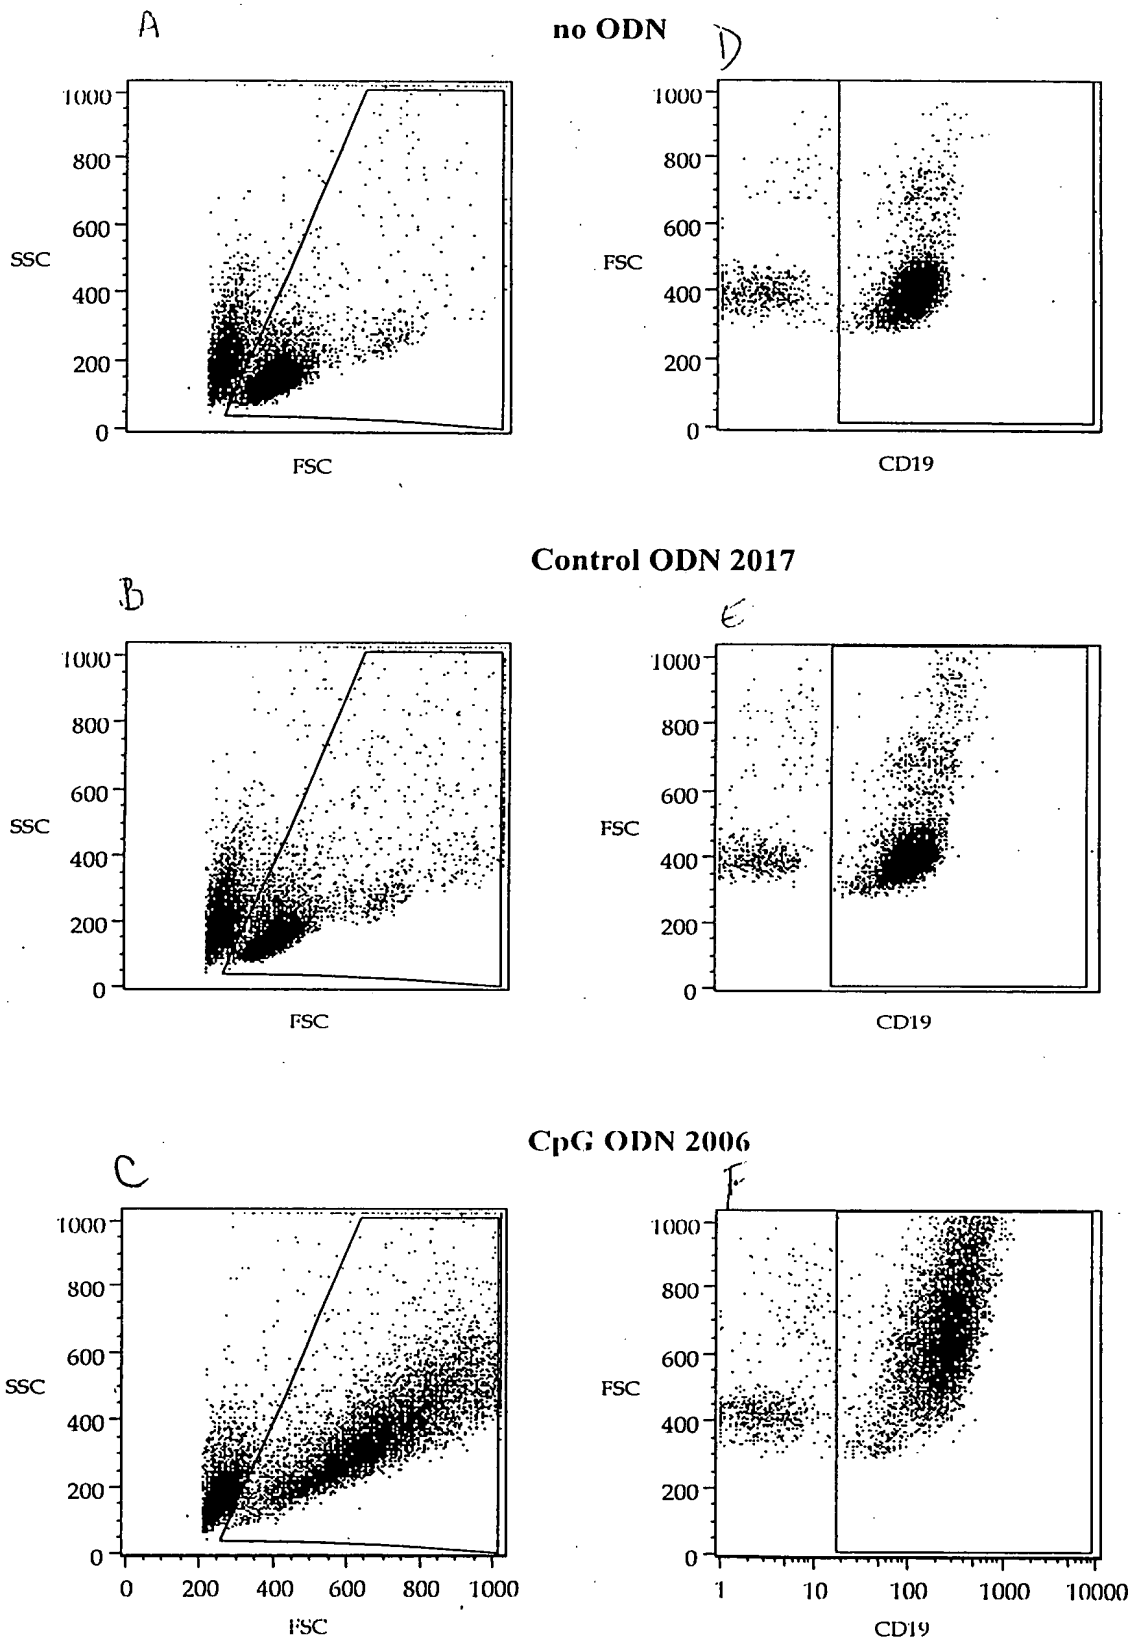 A no ODN D
1000 1000
800 800
600 600
SSC FSC
400 400
200 200
0 0
FSC CD19
Control ODN 2017
B E
1000 1000
800 800
SSC 600 FSC 600
400 400
200 200
0 0
FSC CD19
CpG ODN 2006
C F
1000 1000
800 800
600 600
SSC FSC
400 400
200 200
0 0
0 200 400 600 800 1000 1 10 100 1000 10000
FSC CD19